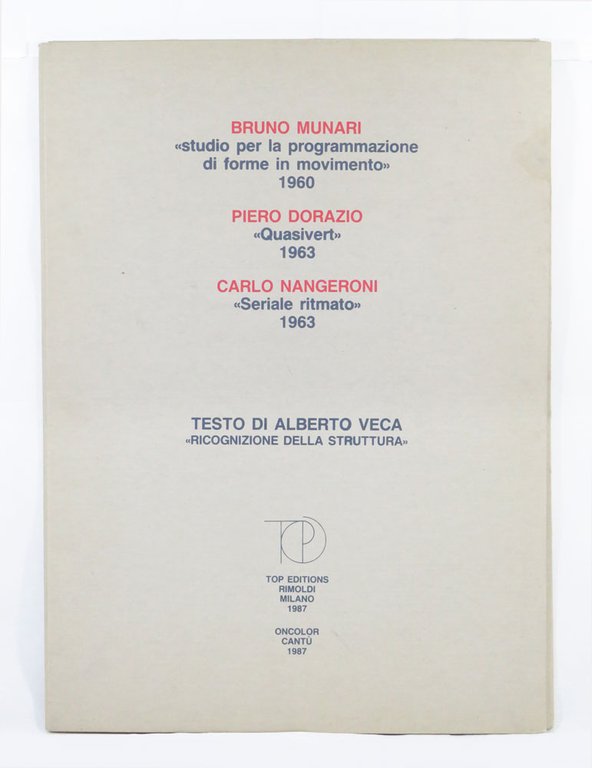 BRUNO MUNARI
«studio per la programmazione
di forme in movimento»
1960
PIERO DORAZIO
«Quasivert»
1963
CARLO NANGERONI
«Seriale ritmato»
1963
TESTO DI ALBERTO VECA
«RICOGNIZIONE DELLA STRUTTURA»
TOP
TOP EDITIONS
RIMOLDI
MILANO
1987
ONCOLOR
CANTÙ
1987